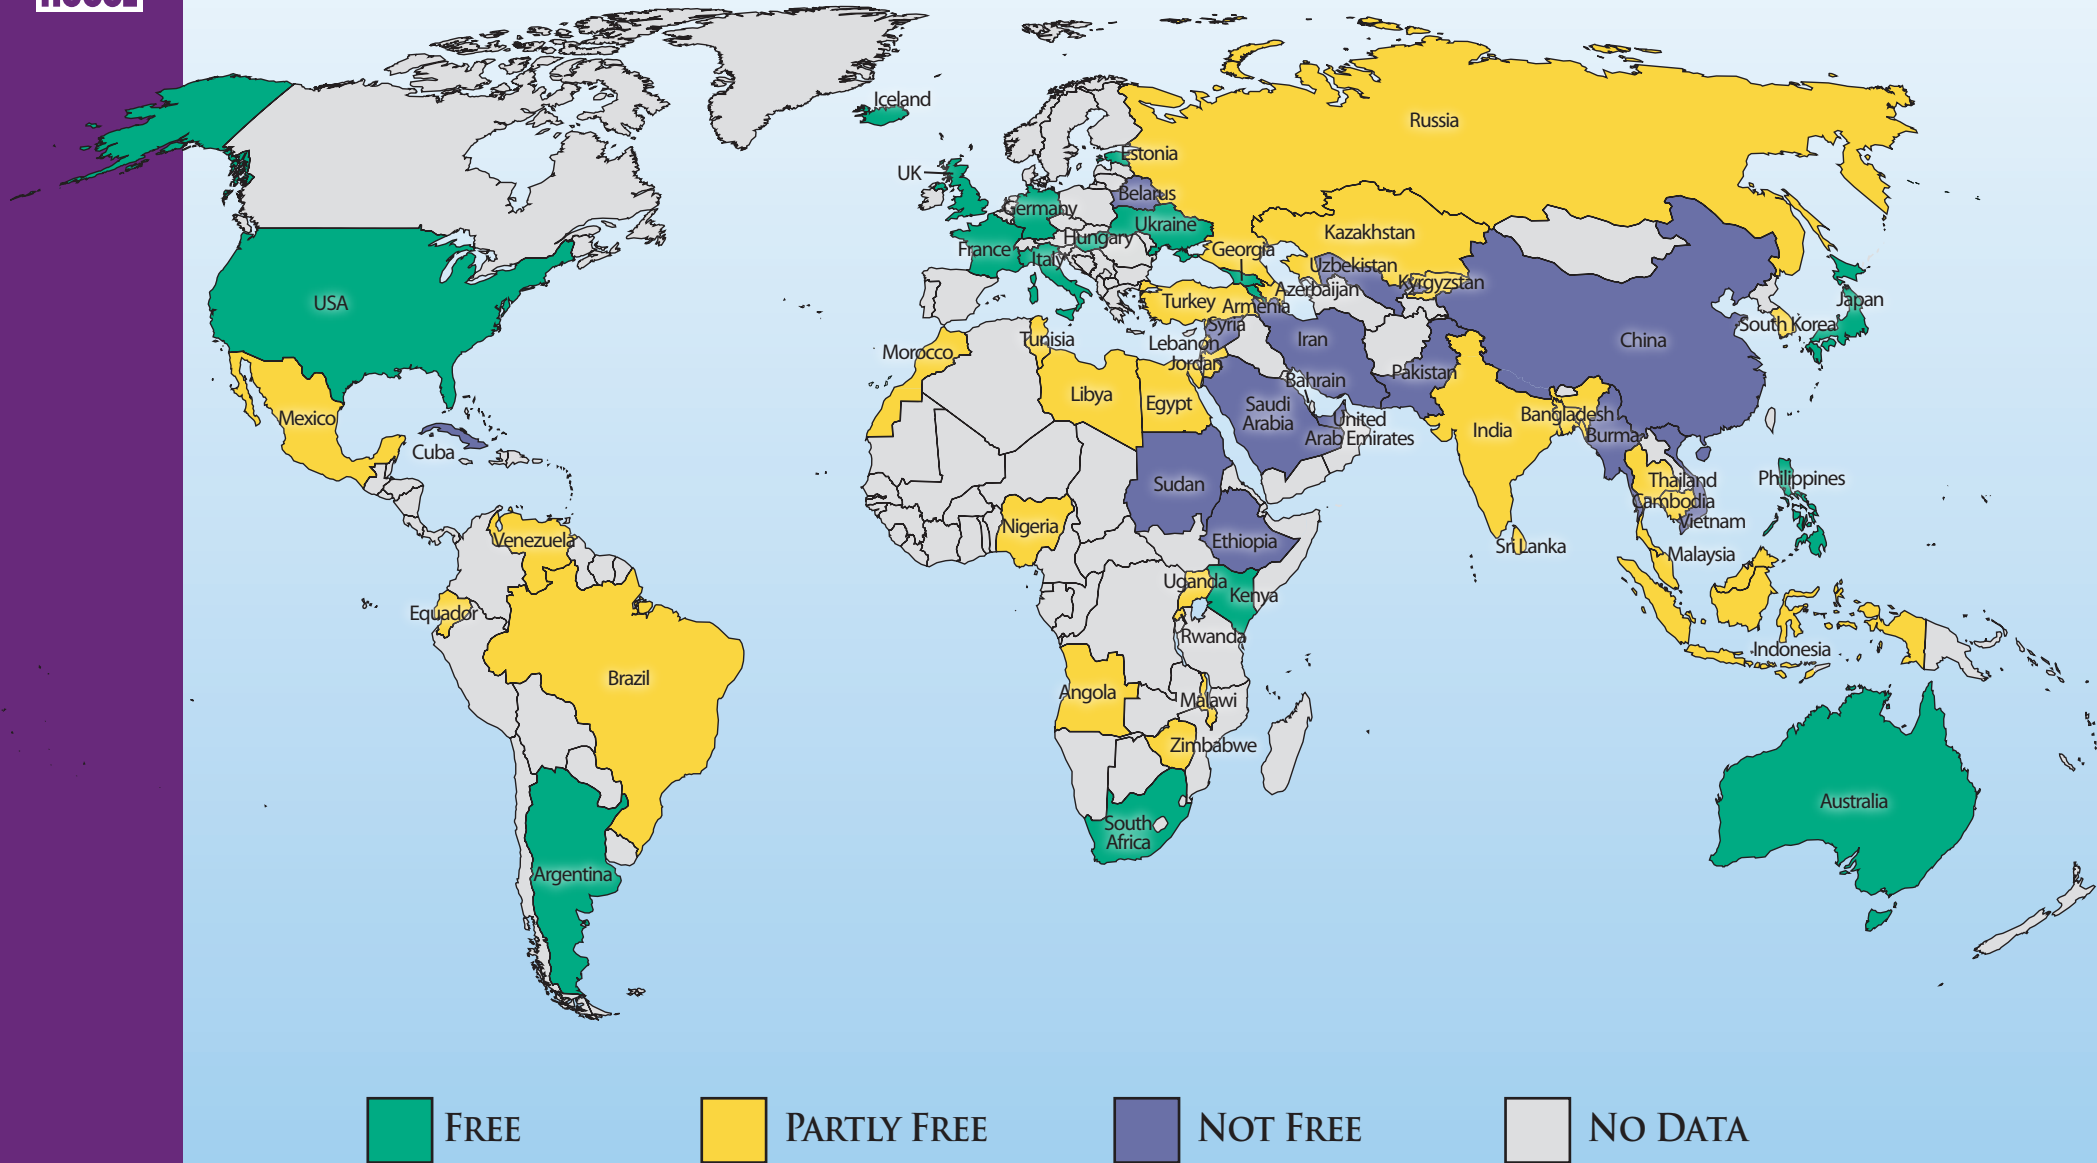 Iceland
Russia
Estonia
UK
Belarus
Germany
Ukraine
Kazakhstan
Hungary
France
Georgia
Italy
Uzbekistan
Kyrgyzstan
Azerbaijan
USA
Turkey
Armenia
Japan
Syria
South Korea
Tunisia
Iran
China
Lebanon
Morocco
Jordan
Pakistan
Bahrain
Libya
Egypt
Saudi
Arabia
Mexico
United
Arab Emirates
Bangladesh
India
Burma
Cuba
Sudan
Thailand
Philippines
Cambodia
Vietnam
Nigeria
Venezuela
Ethiopia
Sri Lanka
Malaysia
Uganda
Kenya
Equador
Rwanda
Indonesia
Brazil
Angola
Malawi
Zimbabwe
Australia
South
Africa
Argentina
FREE
PARTLY FREE
NOT FREE
NO DATA